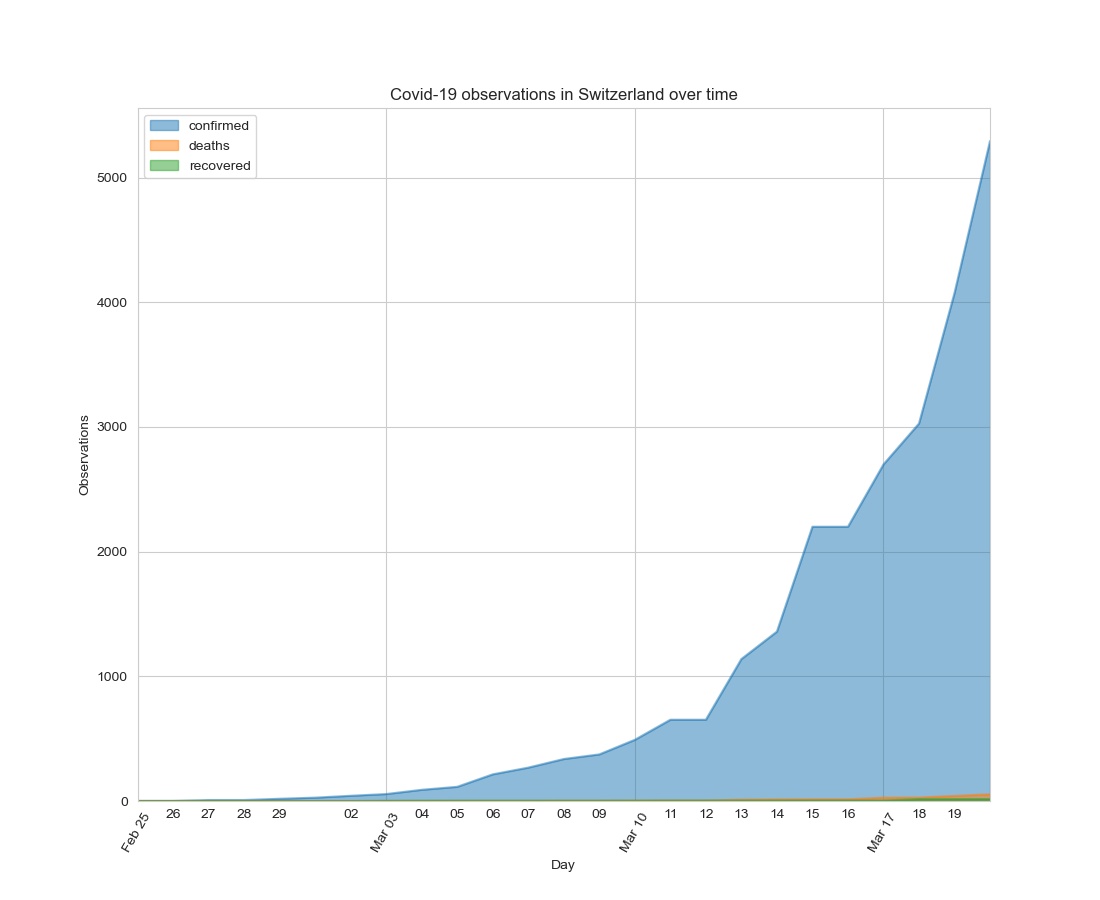 Covid-19 observations in Switzerland over time
confirmed
deaths
recovered
5000
4000
3000
2000
1000
0
Observations
Feb 25 26 27 28 29 02 Mar 03 04 05 06 07 08 09 Mar 10 11 12 13 14 15 16 Mar 17 18 19
Day